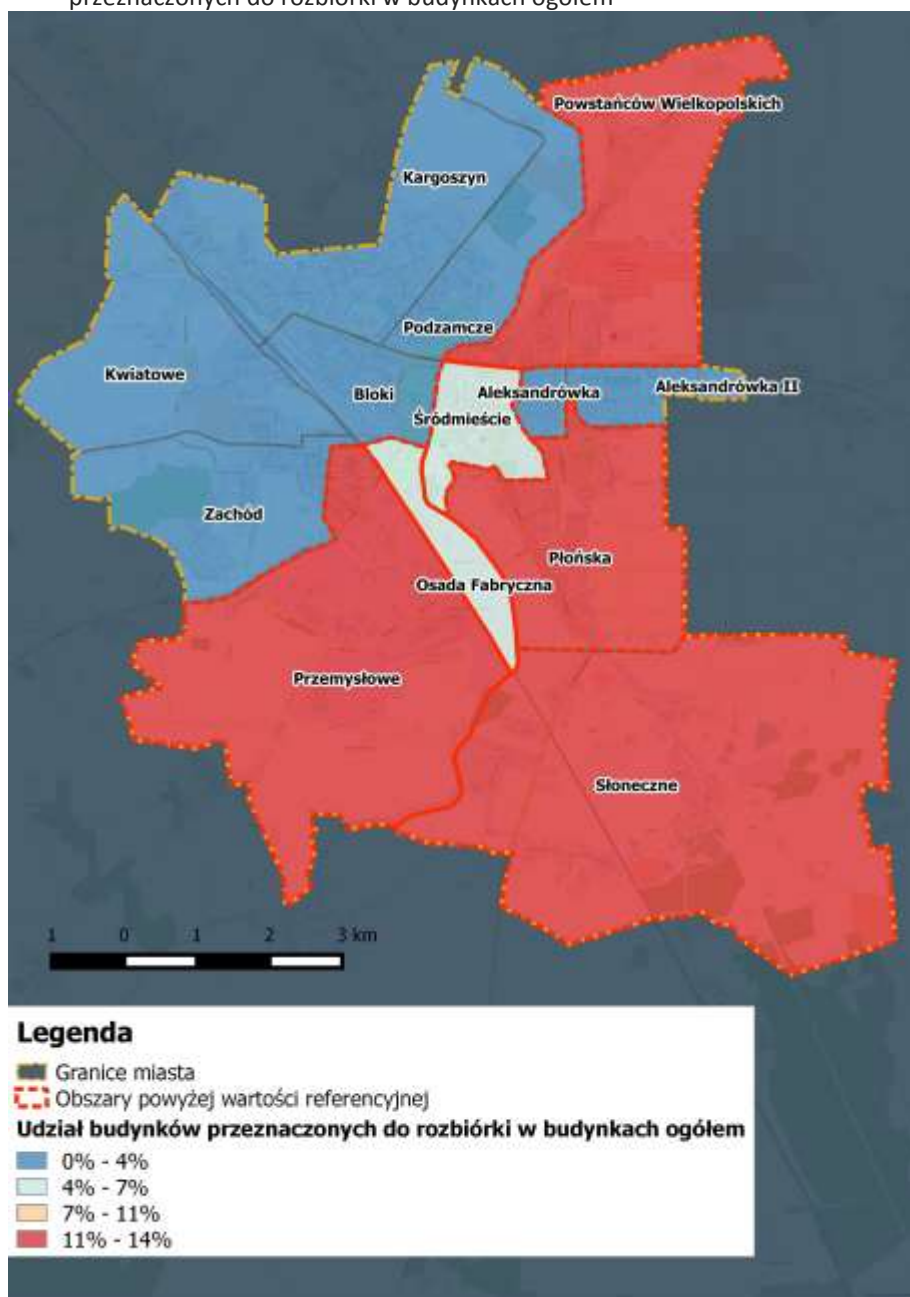 przeznaczonych do rozbiórki w budynkach ogółem
Powstańców Wielkopolskich
Kargoszyn
Podzamcze
Kwiatowe
Bloki
Aleksandrówka
Aleksandrówka II
Śródmieście
Zachód
Płońska
Osada Fabryczna
Przemysłowe
Słoneczne
1 0 1 2 3 km
Legenda
Granice miasta
Obszary powyżej wartości referencyjnej
Udział budynków przeznaczonych do rozbiórki w budynkach ogółem
0% - 4%
4% - 7%
7% - 11%
11% - 14%